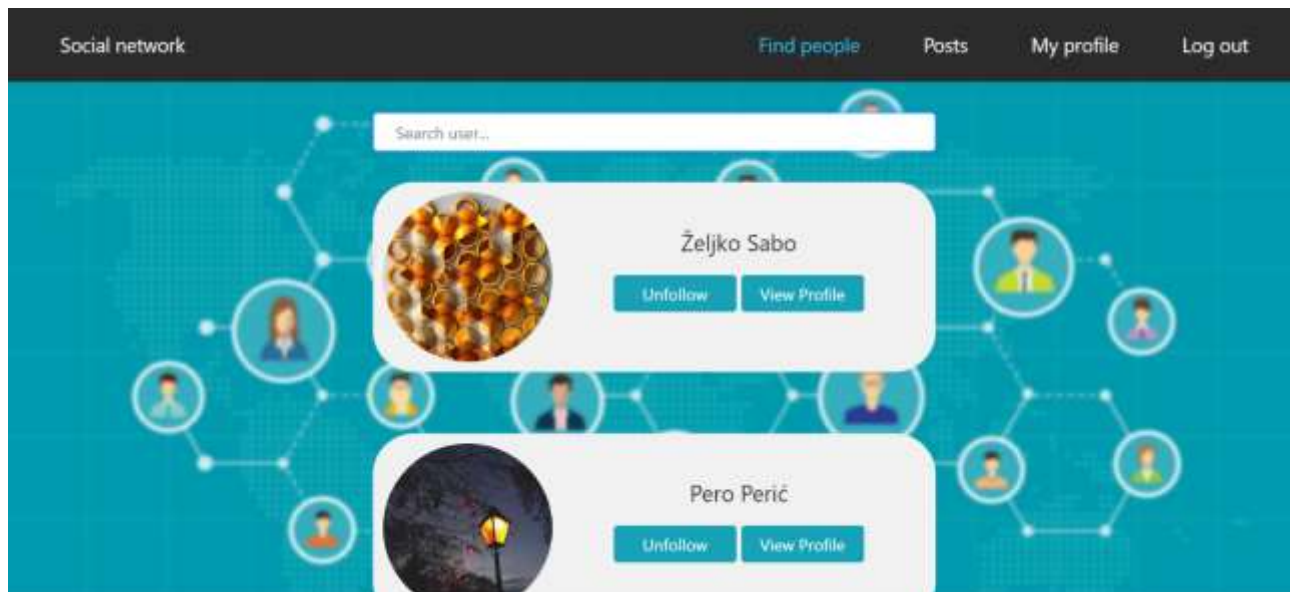 Social network Find people Posts My profile Log out
Search user...
Željko Sabo
Unfollow View Profile
Pero Perić
Unfollow View Profile